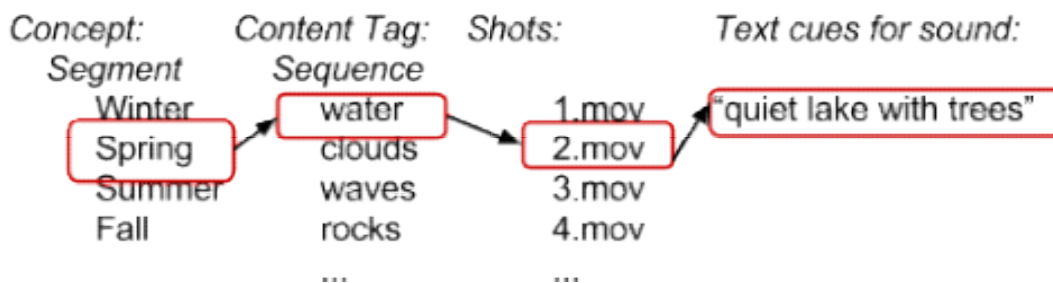 Concept: Content Tag: Shots: Text cues for sound:
Segment Sequence
Winter water 1.mov "quiet lake with trees"
Spring clouds 2.mov
Summer waves 3.mov
Fall rocks 4.mov
... ...